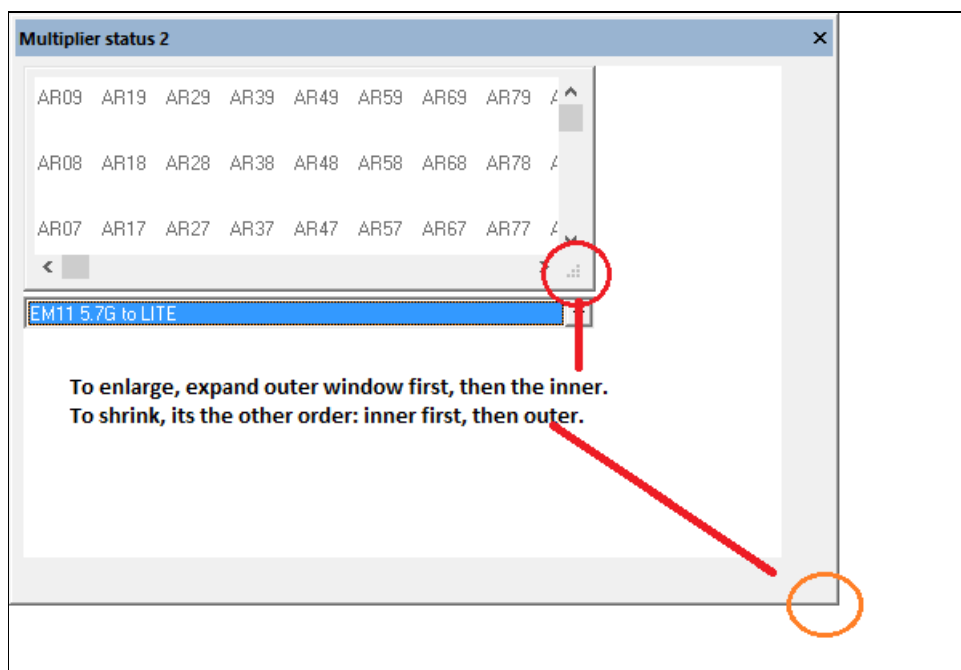 Multiplier status 2
AR09 AR19 AR29 AR39 AR49 AR59 AR69 AR79
AR08 AR18 AR28 AR38 AR48 AR58 AR68 AR78
AR07 AR17 AR27 AR37 AR47 AR57 AR67 AR77
EM11 5.7G to LITE
To enlarge, expand outer window first, then the inner.
To shrink, its the other order: inner first, then outer.